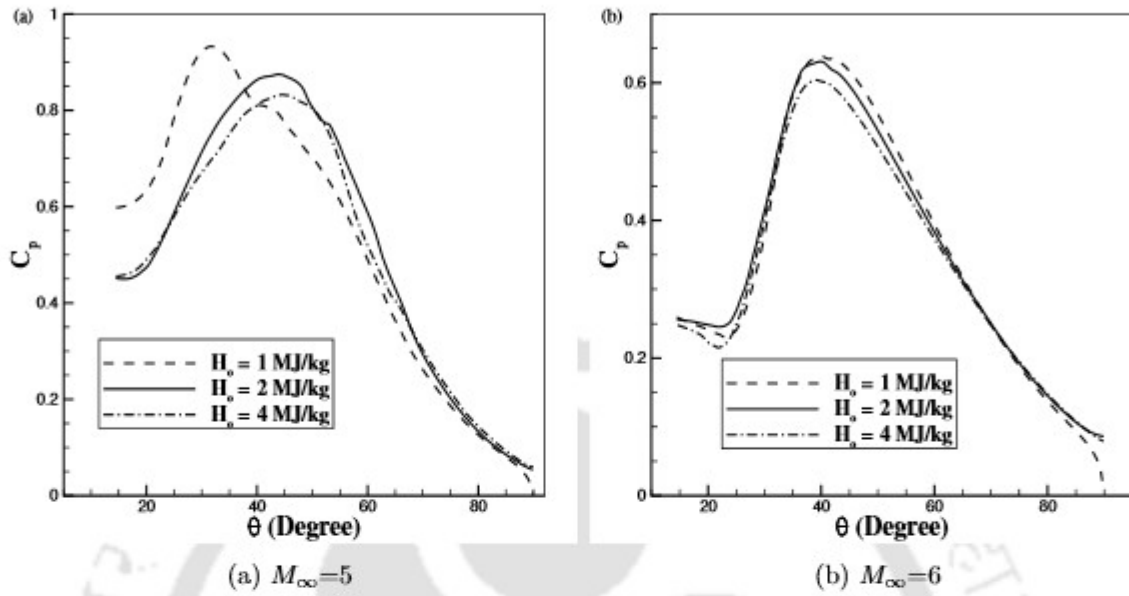 (a)
1
0.8
0.6
0.4
0.2
0
C_p
H_o = 1 MJ/kg
H_o = 2 MJ/kg
H_o = 4 MJ/kg
20 40 60 80
θ (Degree)
(a) M∞=5
(b)
0.6
0.4
0.2
0
C_p
H_o = 1 MJ/kg
H_o = 2 MJ/kg
H_o = 4 MJ/kg
20 40 60 80
θ (Degree)
(b) M∞=6